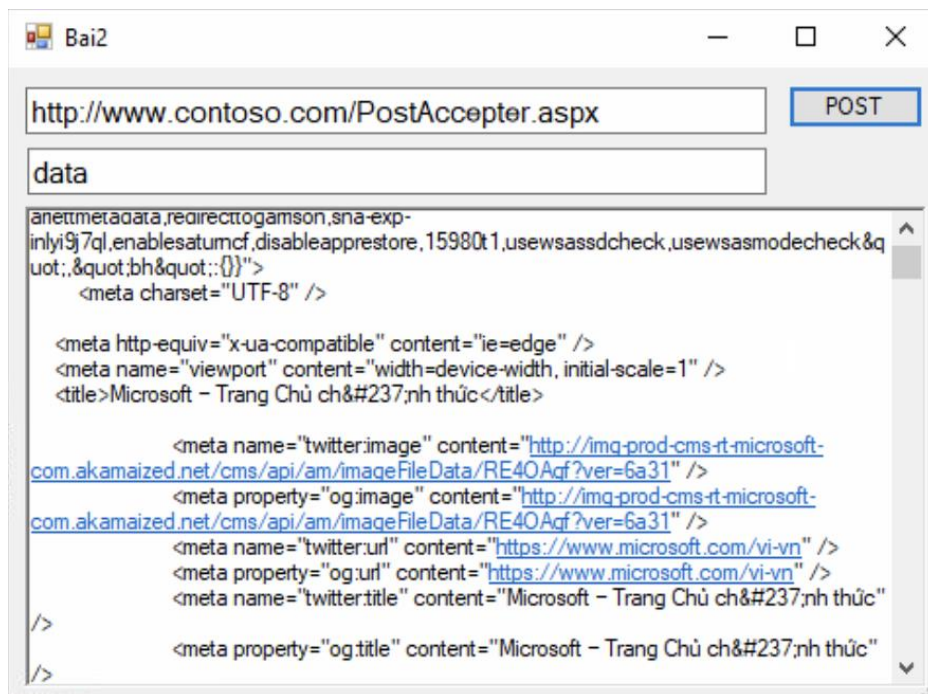 Bai2
http://www.contoso.com/PostAccepter.aspx
POST
data
anettmetadata,redirecttogamson,sna-exp-
inlyi9j7ql,enablesaturncf,disableapprestore,15980t1,usewsassdcheck,usewsasmodecheck&q
uot;,&quot;bh&quot;:{}}">
<meta charset="UTF-8" />
<meta http-equiv="x-ua-compatible" content="ie=edge" />
<meta name="viewport" content="width=device-width, initial-scale=1" />
<title>Microsoft – Trang Chủ ch&#237;nh thức</title>
<meta name="twitter:image" content="http://img-prod-cms-rt-microsoft-
com.akamaized.net/cms/api/am/imageFileData/RE4OAgf?ver=6a31" />
<meta property="og:image" content="http://img-prod-cms-rt-microsoft-
com.akamaized.net/cms/api/am/imageFileData/RE4OAgf?ver=6a31" />
<meta name="twitter:url" content="https://www.microsoft.com/vi-vn" />
<meta property="og:url" content="https://www.microsoft.com/vi-vn" />
<meta name="twitter:title" content="Microsoft – Trang Chủ ch&#237;nh thức"
/>
<meta property="og:title" content="Microsoft – Trang Chủ ch&#237;nh thức"
/>